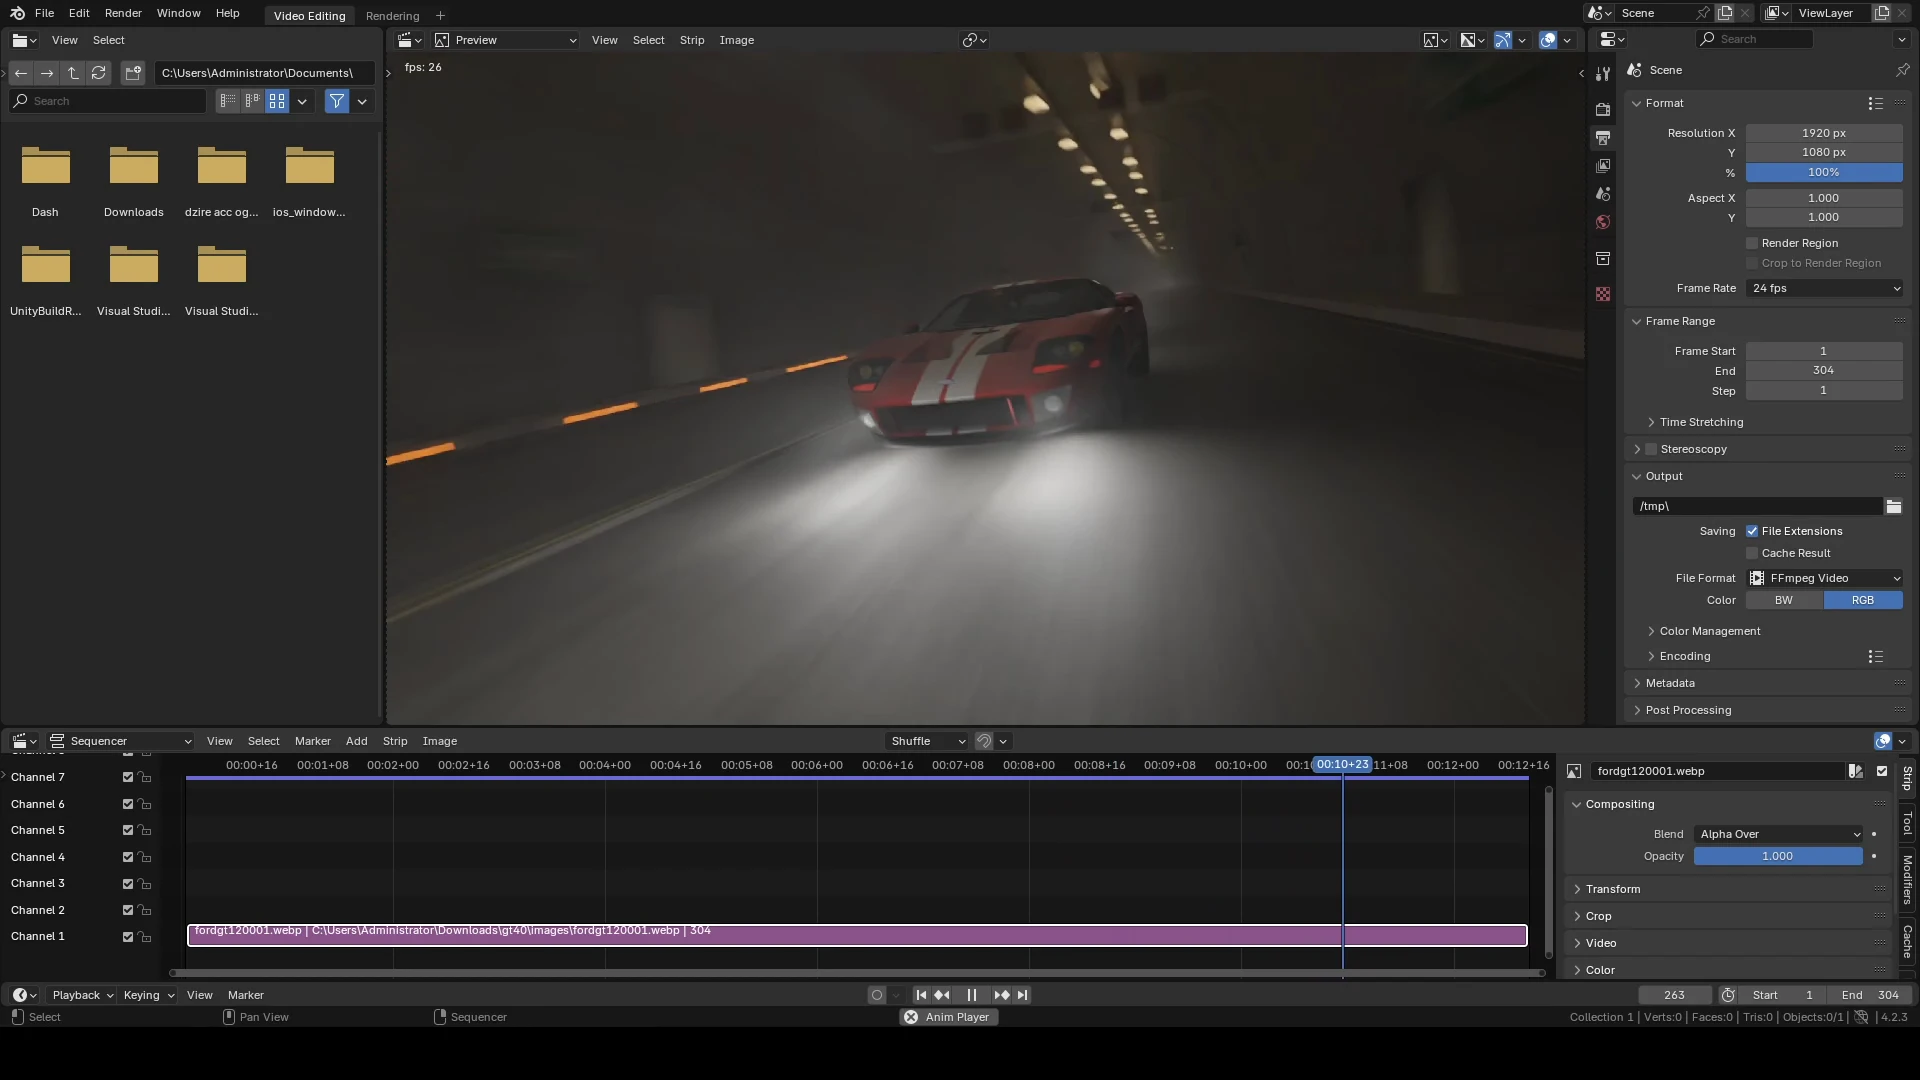 File Edit Render Window Help
Video Editing Rendering +
Scene
ViewLayer
View Select
Preview View Select Strip Image
Search
C:\Users\Administrator\Documents\
Search
fps: 26
Dash Downloads dzire acc og... ios_window...
UnityBuildR... Visual Studi... Visual Studi...
Scene
Format
Resolution X 1920 px
Y 1080 px
% 100%
Aspect X 1.000
Y 1.000
Render Region
Crop to Render Region
Frame Rate 24 fps
Frame Range
Frame Start 1
End 304
Step 1
Time Stretching
Stereoscopy
Output
/tmp\
Saving File Extensions
Cache Result
File Format FFmpeg Video
Color BW RGB
Color Management
Encoding
Metadata
Post Processing
Sequencer View Select Marker Add Strip Image
Shuffle
00:00+16 00:01+08 00:02+00 00:02+16 00:03+08 00:04+00 00:04+16 00:05+08 00:06+00 00:06+16 00:07+08 00:08+00 00:08+16 00:09+08 00:10+00 00:10+23 00:12+00 00:12+16
Channel 7
Channel 6
Channel 5
Channel 4
Channel 3
Channel 2
Channel 1
fordgt120001.webp | C:\Users\Administrator\Downloads\gt40\images\fordgt120001.webp | 304
fordgt120001.webp
Compositing
Blend Alpha Over
Opacity 1.000
Transform
Crop
Video
Color
Strip
Tool
Modifiers
Cache
Playback Keying View Marker
263 Start 1 End 304
Select Pan View Sequencer
Anim Player
Collection 1 | Verts:0 | Faces:0 | Tris:0 | Objects:0/1 | 4.2.3